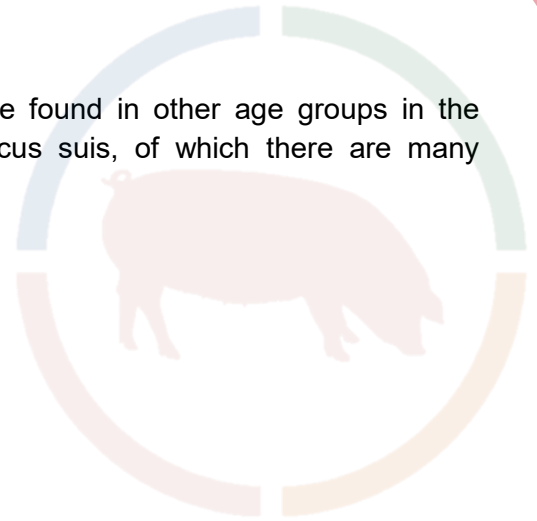 e found in other age groups in the
cus suis, of which there are many